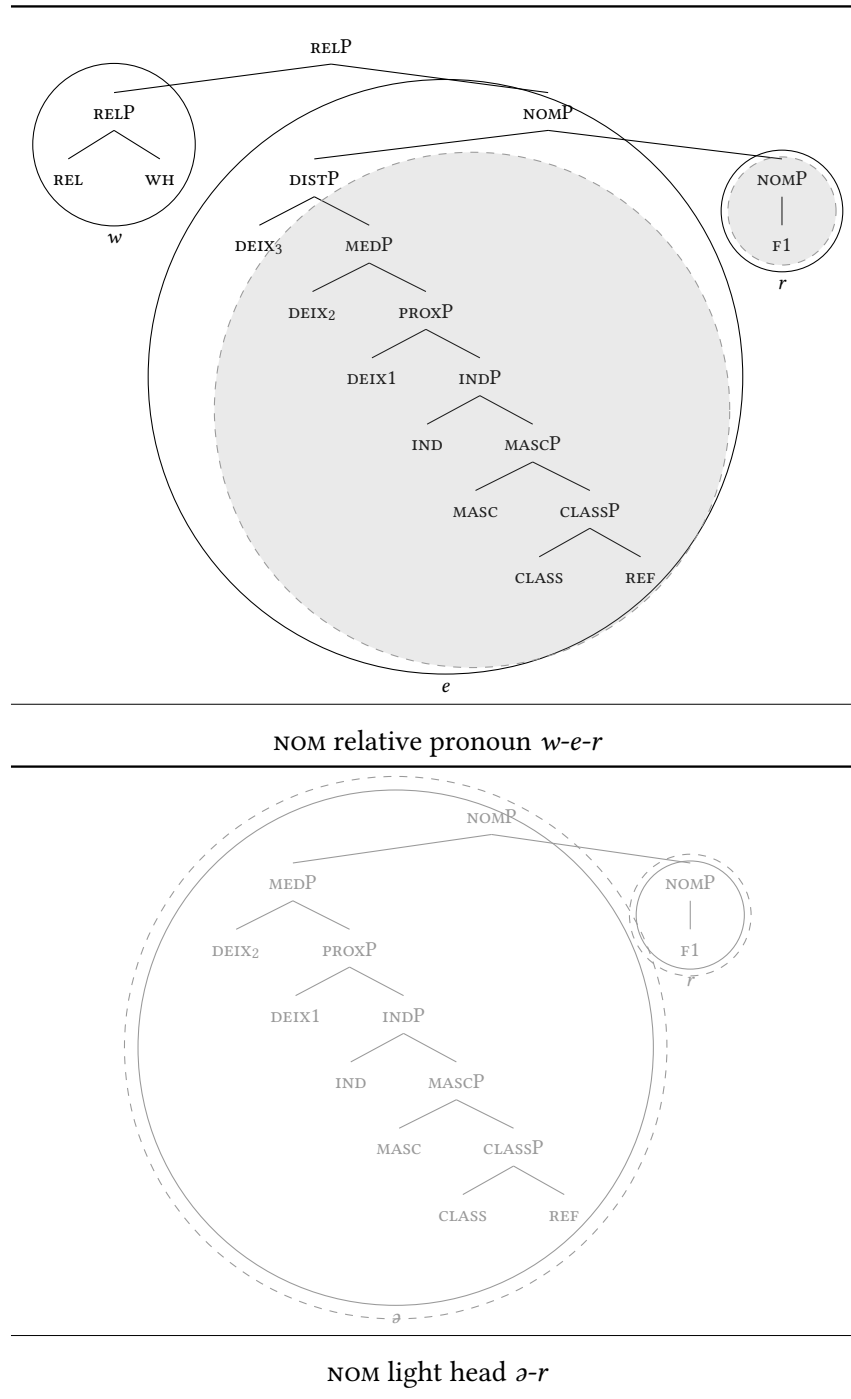 RELP
RELP NOMP
REL WH DISTP NOMP
w DEIX₃ MEDP F1
r
DEIX₂ PROXP
DEIX1 INDP
IND MASCP
MASC CLASSP
CLASS REF
e
NOM relative pronoun w-e-r
NOMP
MEDP NOMP
DEIX₂ PROXP F1
r
DEIX1 INDP
IND MASCP
MASC CLASSP
CLASS REF
ə
NOM light head ə-r